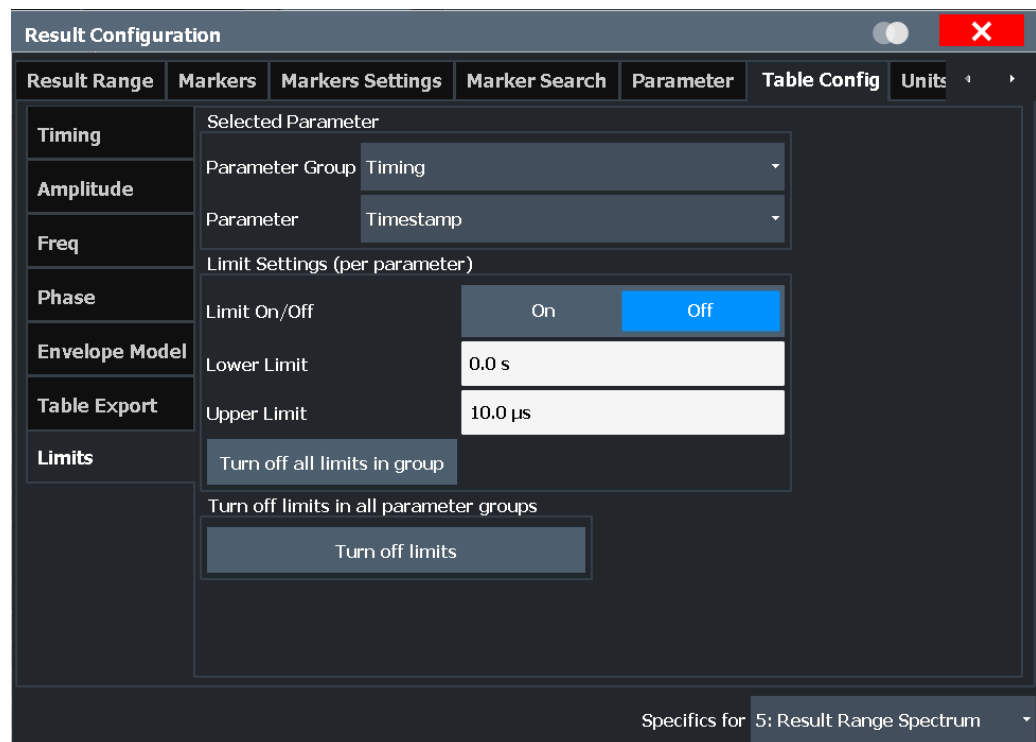 Result Configuration
Result Range Markers Markers Settings Marker Search Parameter Table Config Units
Timing
Amplitude
Freq
Phase
Envelope Model
Table Export
Limits
Selected Parameter
Parameter Group Timing
Parameter Timestamp
Limit Settings (per parameter)
Limit On/Off On Off
Lower Limit 0.0 s
Upper Limit 10.0 µs
Turn off all limits in group
Turn off limits in all parameter groups
Turn off limits
Specifics for 5: Result Range Spectrum